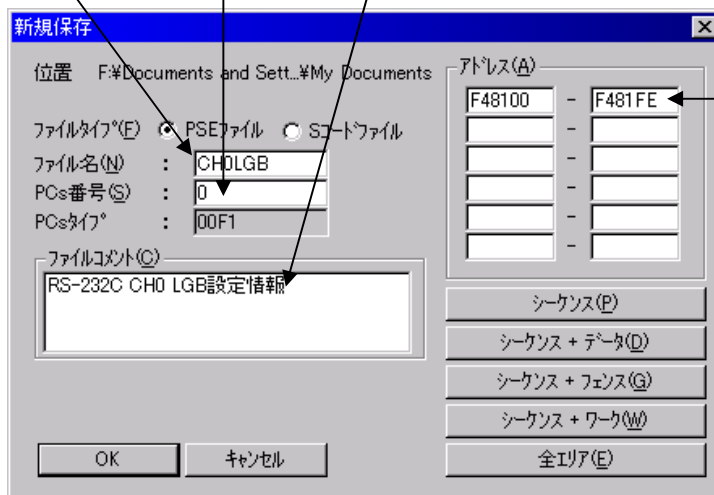 新規保存
位置 F:¥Documents and Sett...¥My Documents
ファイルタイプ(F) PSEファイル Sコードファイル
ファイル名(N) : CH0LGB
PCs番号(S) : 0
PCsタイプ : 00F1
ファイルコメント(C)
RS-232C CH0 LGB設定情報
OK キャンセル
アドレス(A)
F48100 - F481FE
-
-
-
-
-
シーケンス(P)
シーケンス + データ(D)
シーケンス + フェンス(G)
シーケンス + ワーク(W)
全エリア(E)